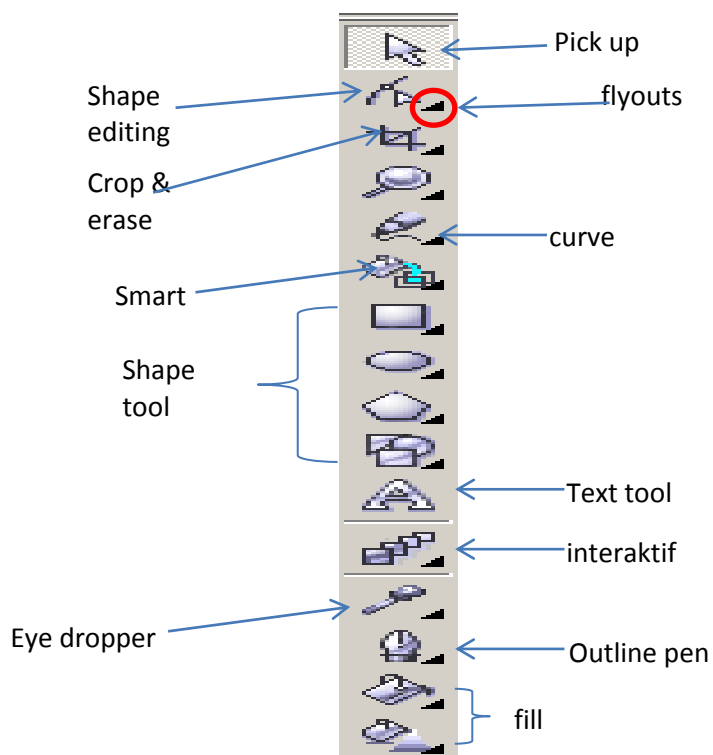 Pick up
Shape
editing
flyouts
Crop &
erase
curve
Smart
Shape
tool
Text tool
interaktif
Eye dropper
Outline pen
fill